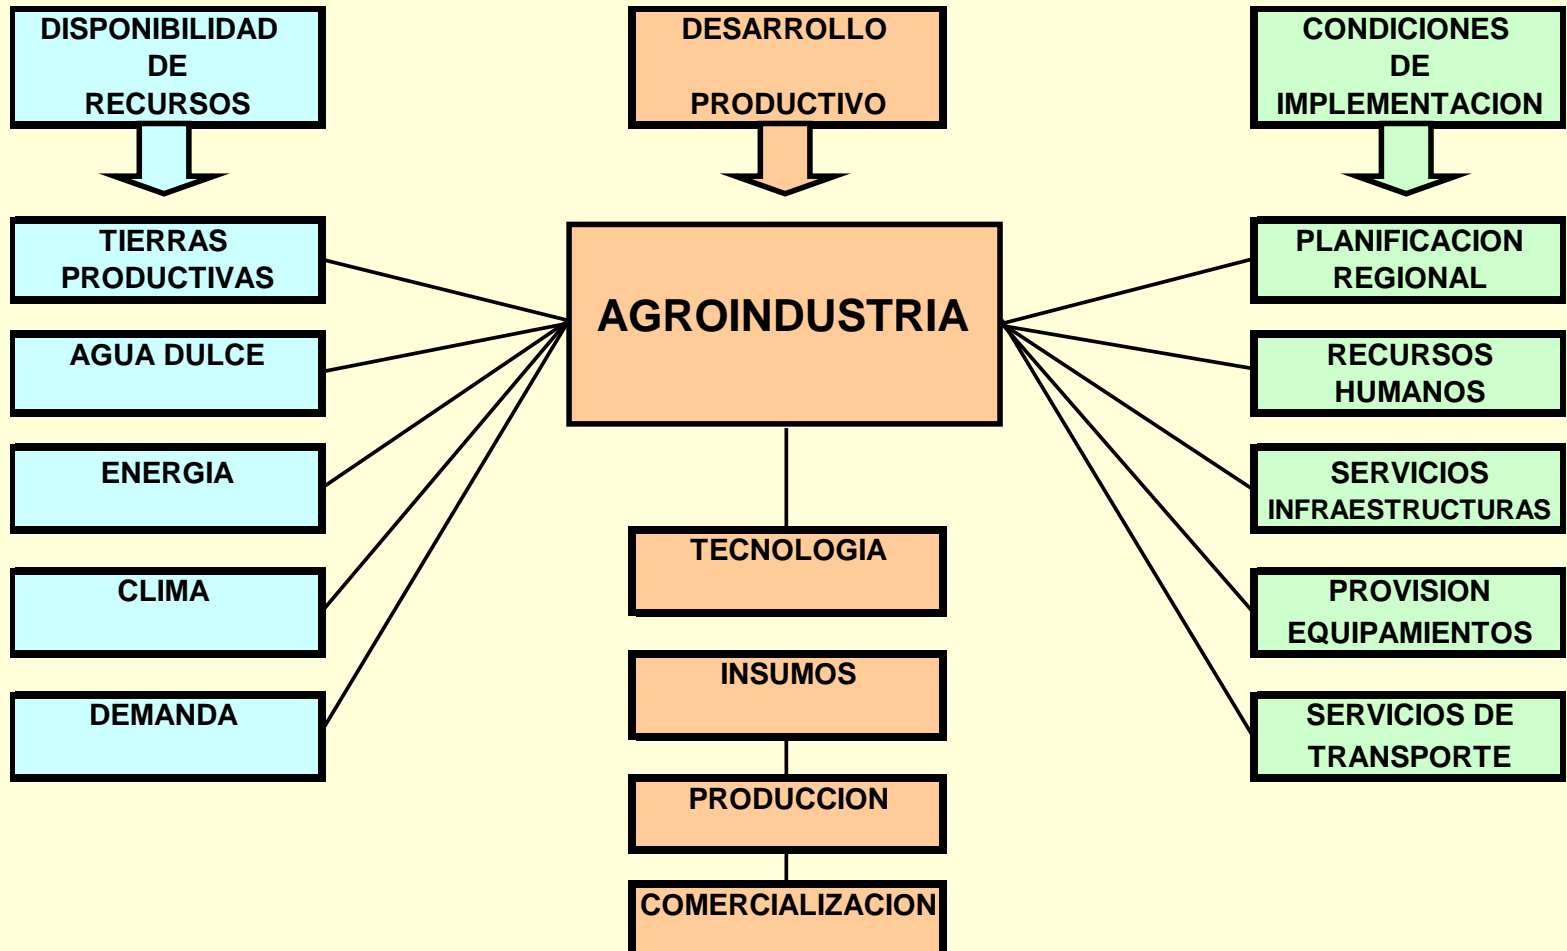 DISPONIBILIDAD
DE
RECURSOS
TIERRAS
PRODUCTIVAS
AGUA DULCE
ENERGIA
CLIMA
DEMANDA
DESARROLLO
PRODUCTIVO
AGROINDUSTRIA
TECNOLOGIA
INSUMOS
PRODUCCION
COMERCIALIZACION
CONDICIONES
DE
IMPLEMENTACION
PLANIFICACION
REGIONAL
RECURSOS
HUMANOS
SERVICIOS
INFRAESTRUCTURAS
PROVISION
EQUIPAMIENTOS
SERVICIOS DE
TRANSPORTE